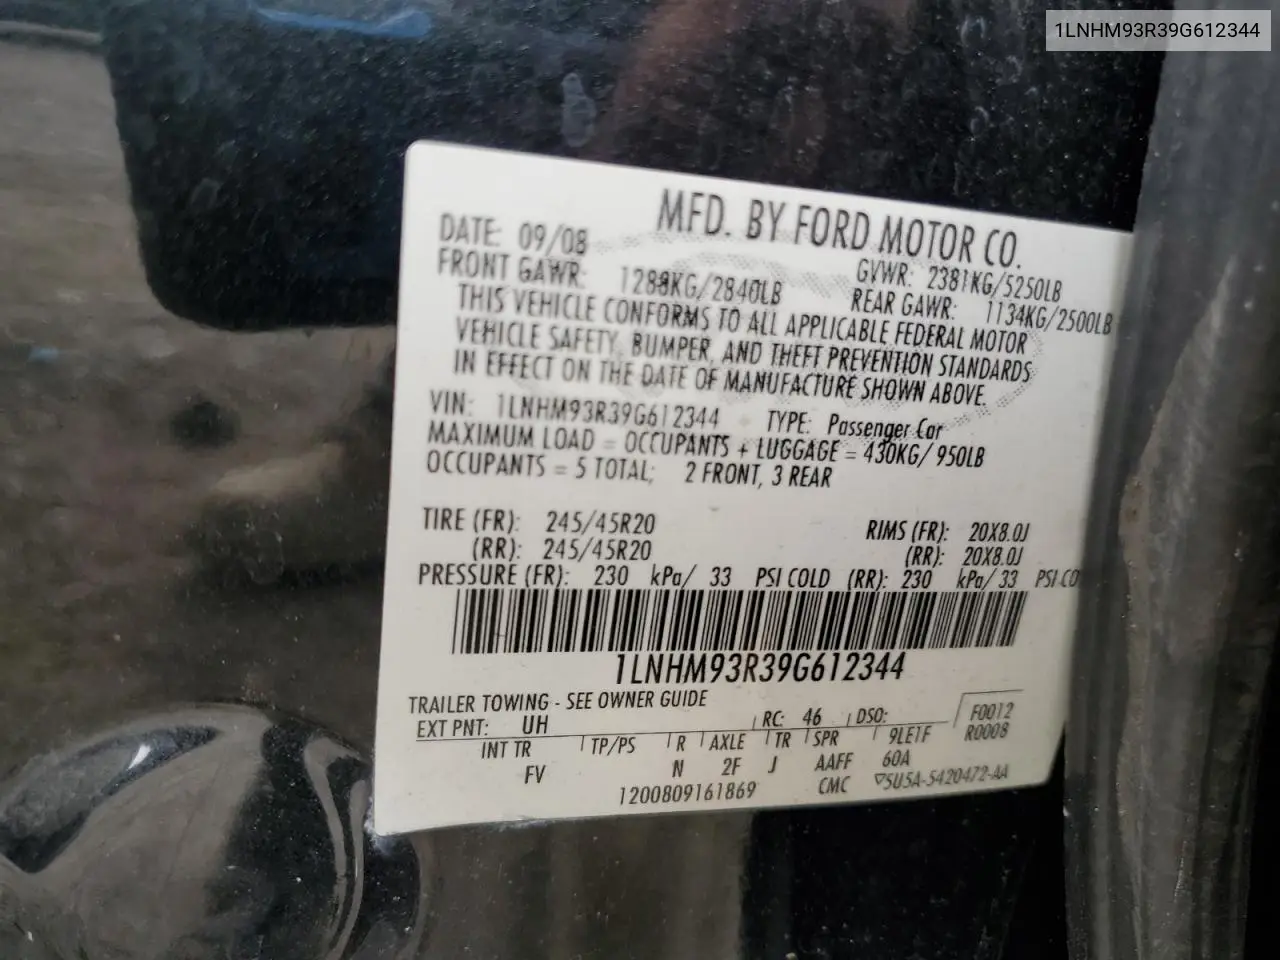 1LNHM93R39G612344
MFD. BY FORD MOTOR CO.
DATE: 09/08 GVWR: 2381KG/5250LB
FRONT GAWR: 1288KG/2840LB REAR GAWR: 1134KG/2500LB
THIS VEHICLE CONFORMS TO ALL APPLICABLE FEDERAL MOTOR
VEHICLE SAFETY, BUMPER, AND THEFT PREVENTION STANDARDS
IN EFFECT ON THE DATE OF MANUFACTURE SHOWN ABOVE.
VIN: 1LNHM93R39G612344 TYPE: Passenger Car
MAXIMUM LOAD = OCCUPANTS + LUGGAGE = 430KG/ 950LB
OCCUPANTS = 5 TOTAL; 2 FRONT, 3 REAR
TIRE (FR): 245/45R20 RIMS (FR): 20X8.0J
(RR): 245/45R20 (RR): 20X8.0J
PRESSURE (FR): 230 kPa/ 33 PSI COLD (RR): 230 kPa/ 33 PSI CO
1LNHM93R39G612344
TRAILER TOWING - SEE OWNER GUIDE
EXT PNT: UH RC: 46 DSO: F0012
INT TR TP/PS R AXLE TR SPR 9LE1F R0008
FV N 2F J AAFF 60A
1200809161869 CMC ▽5U5A-5420472-AA